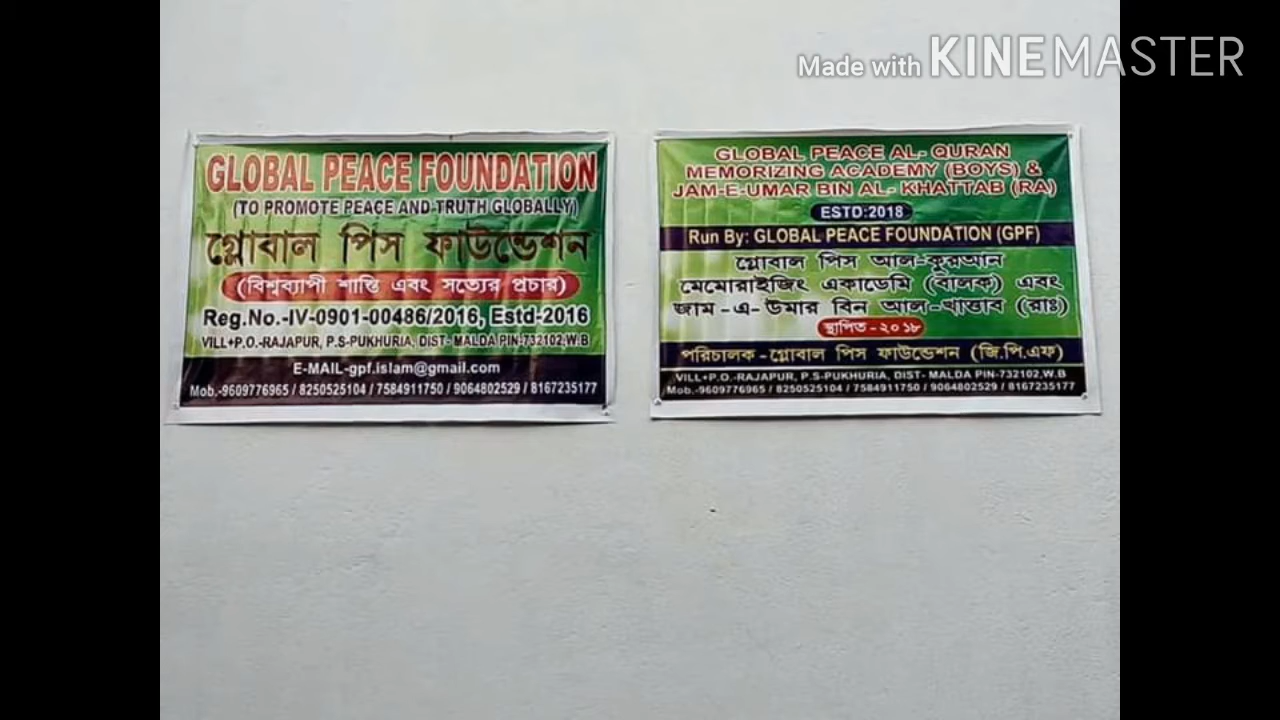 Made with KINEMASTER
GLOBAL PEACE FOUNDATION
(TO PROMOTE PEACE AND TRUTH GLOBALLY)
গ্লোবাল পিস ফাউন্ডেশন
(বিশ্বব্যাপী শান্তি এবং সত্যের প্রচার)
Reg.No.-IV-0901-00486/2016, Estd-2016
VILL+P.O.-RAJAPUR, P.S-PUKHURIA, DIST- MALDA PIN-732102,W.B
E-MAIL-gpf.islam@gmail.com
Mob.-9609776965 / 8250525104 / 7584911750 / 9064802529 / 8167235177
GLOBAL PEACE AL- QURAN
MEMORIZING ACADEMY (BOYS) &
JAM-E-UMAR BIN AL- KHATTAB (RA)
ESTD:2018
Run By: GLOBAL PEACE FOUNDATION (GPF)
গ্লোবাল পিস আল-কুরআন
মেমোরাইজিং একাডেমি (বালক) এবং
জাম-এ-উমার বিন আল-খাত্তাব (রাঃ)
স্থাপিত - ২০১৮
পরিচালক - গ্লোবাল পিস ফাউন্ডেশন (জি.পি.এফ)
VILL+P.O.-RAJAPUR, P.S-PUKHURIA, DIST- MALDA PIN-732102,W.B
Mob.-9609776965 / 8250525104 / 7584911750 / 9064802529 / 8167235177